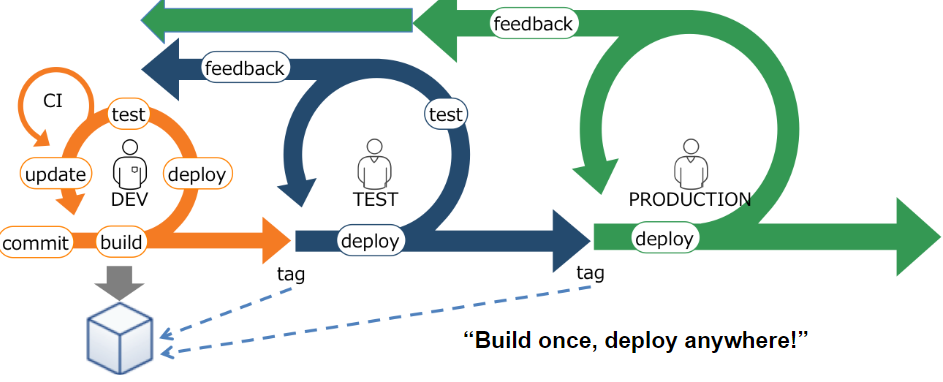 feedback
feedback
CI
test
test
update
deploy
DEV
TEST
PRODUCTION
commit
build
deploy
deploy
tag
tag
“Build once, deploy anywhere!”